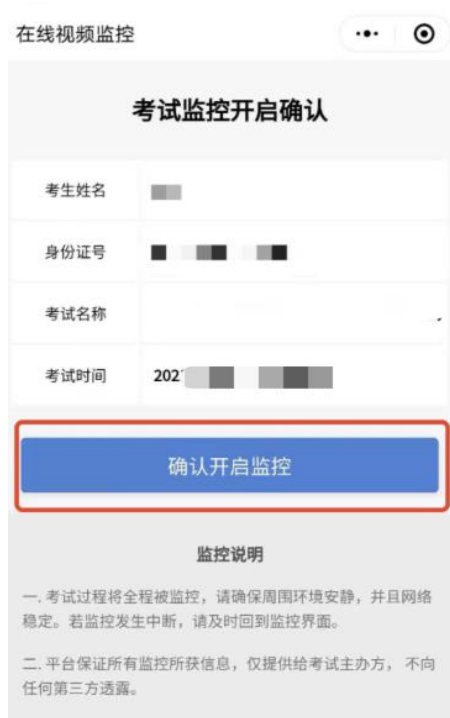 在线视频监控
考试监控开启确认
考生姓名
身份证号
考试名称
考试时间 202
确认开启监控
监控说明
一. 考试过程将全程被监控，请确保周围环境安静，并且网络
稳定。若监控发生中断，请及时回到监控界面。
二. 平台保证所有监控所获信息，仅提供给考试主办方， 不向
任何第三方透露。